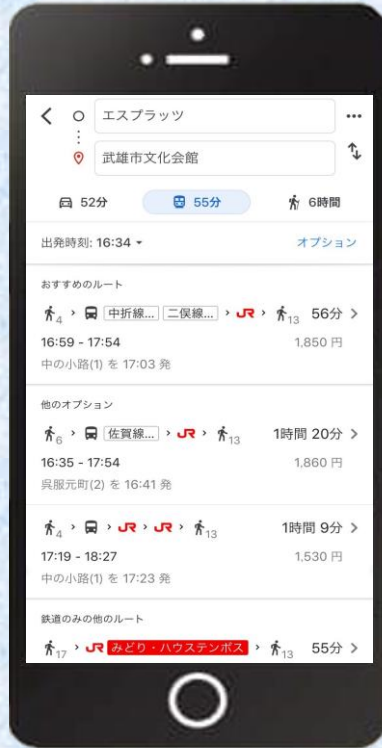 エスプラッツ
武雄市文化会館
52分 55分 6時間
出発時刻: 16:34 オプション
おすすめのルート
4 › 中折線... 二俣線... › JR › 13 56分 ›
16:59 - 17:54 1,850 円
中の小路(1) を 17:03 発
他のオプション
6 › 佐賀線... › JR › 13 1時間 20分 ›
16:35 - 17:54 1,860 円
呉服元町(2) を 16:41 発
4 › › JR › JR › 13 1時間 9分 ›
17:19 - 18:27 1,530 円
中の小路(1) を 17:23 発
鉄道のみの他のルート
17 › JR みどり・ハウステンボス › 13 55分 ›